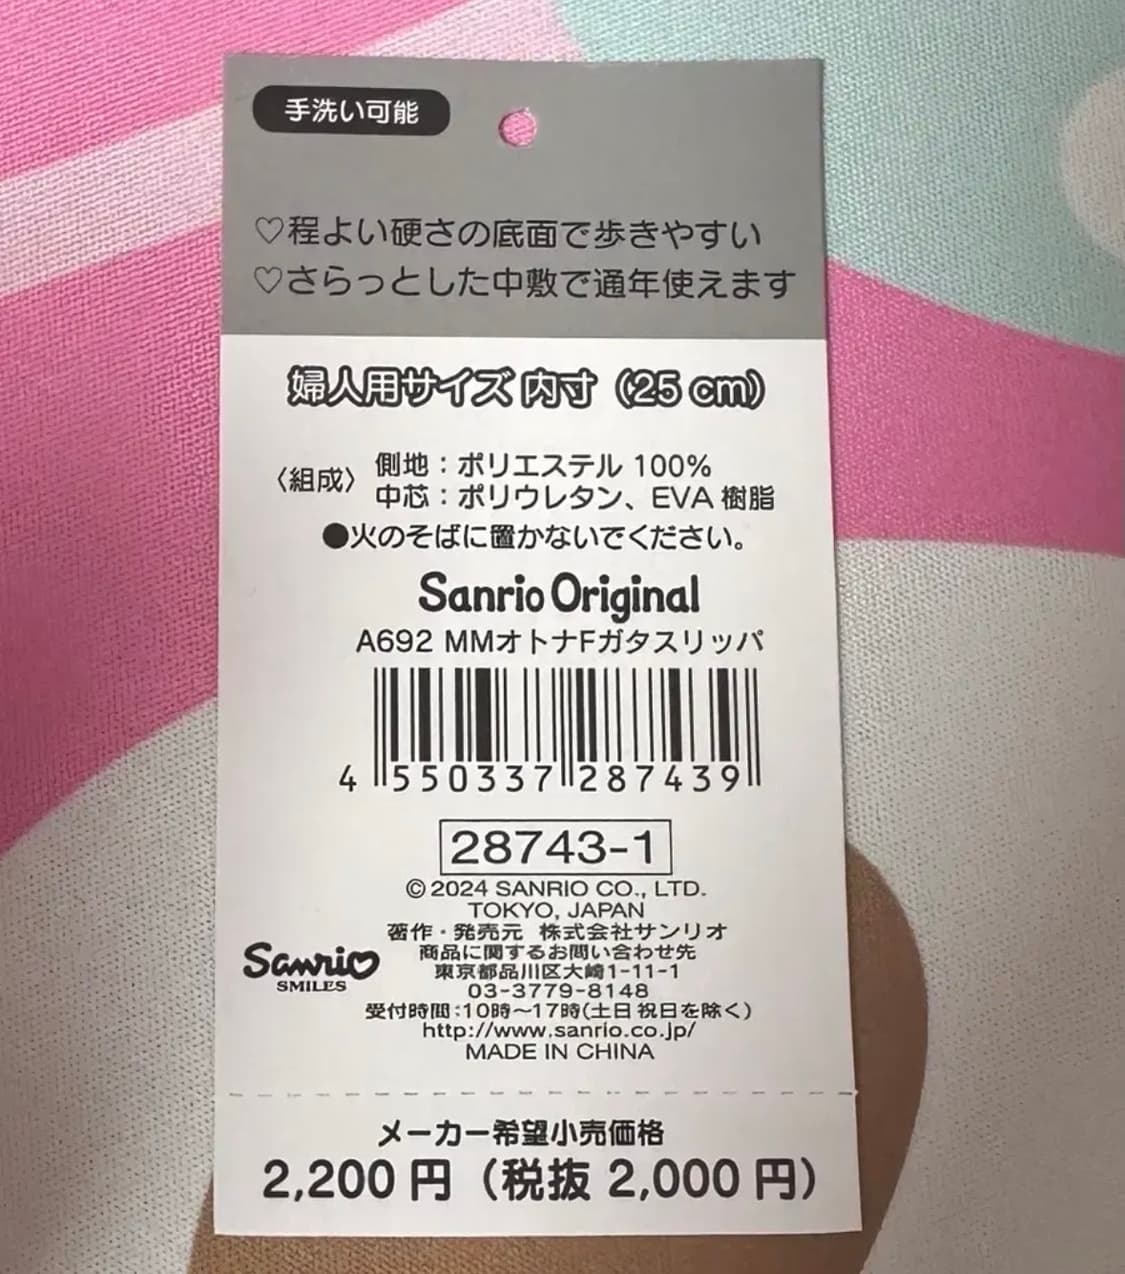 手洗い可能
♡程よい硬さの底面で歩きやすい
♡さらっとした中敷で通年使えます
婦人用サイズ 内寸（25 cm）
〈組成〉側地：ポリエステル 100%
中芯：ポリウレタン、EVA 樹脂
●火のそばに置かないでください。
Sanrio Original
A692 MMオトナFガタスリッパ
4 550337 287439
28743-1
© 2024 SANRIO CO., LTD.
TOKYO, JAPAN
著作・発売元 株式会社サンリオ
商品に関するお問い合わせ先
東京都品川区大崎1-11-1
03-3779-8148
受付時間:10時〜17時(土日祝日を除く)
http://www.sanrio.co.jp/
MADE IN CHINA
Sanrio
SMILES
メーカー希望小売価格
2,200 円（税抜 2,000 円）